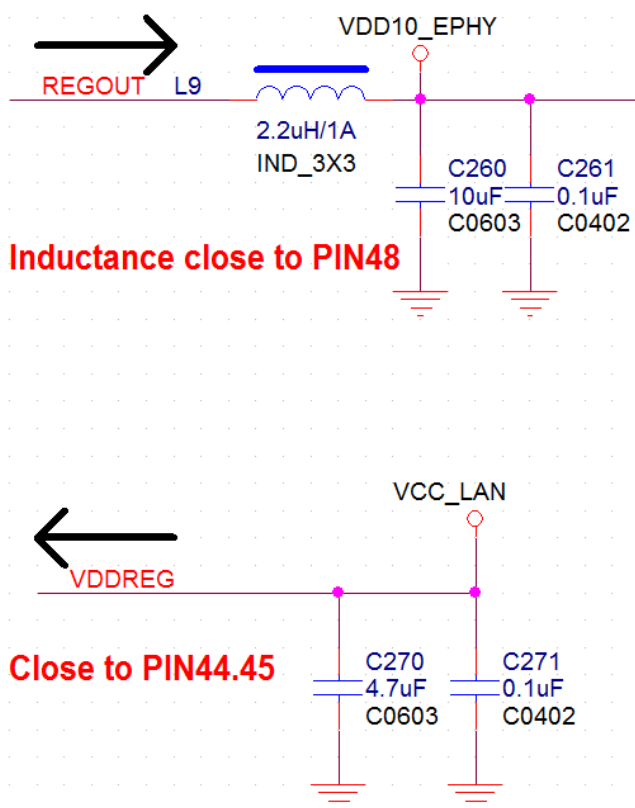 VDD10_EPHY
REGOUT L9
2.2uH/1A
IND_3X3
C260
10uF
C0603
C261
0.1uF
C0402
Inductance close to PIN48
VCC_LAN
VDDREG
Close to PIN44.45
C270
4.7uF
C0603
C271
0.1uF
C0402